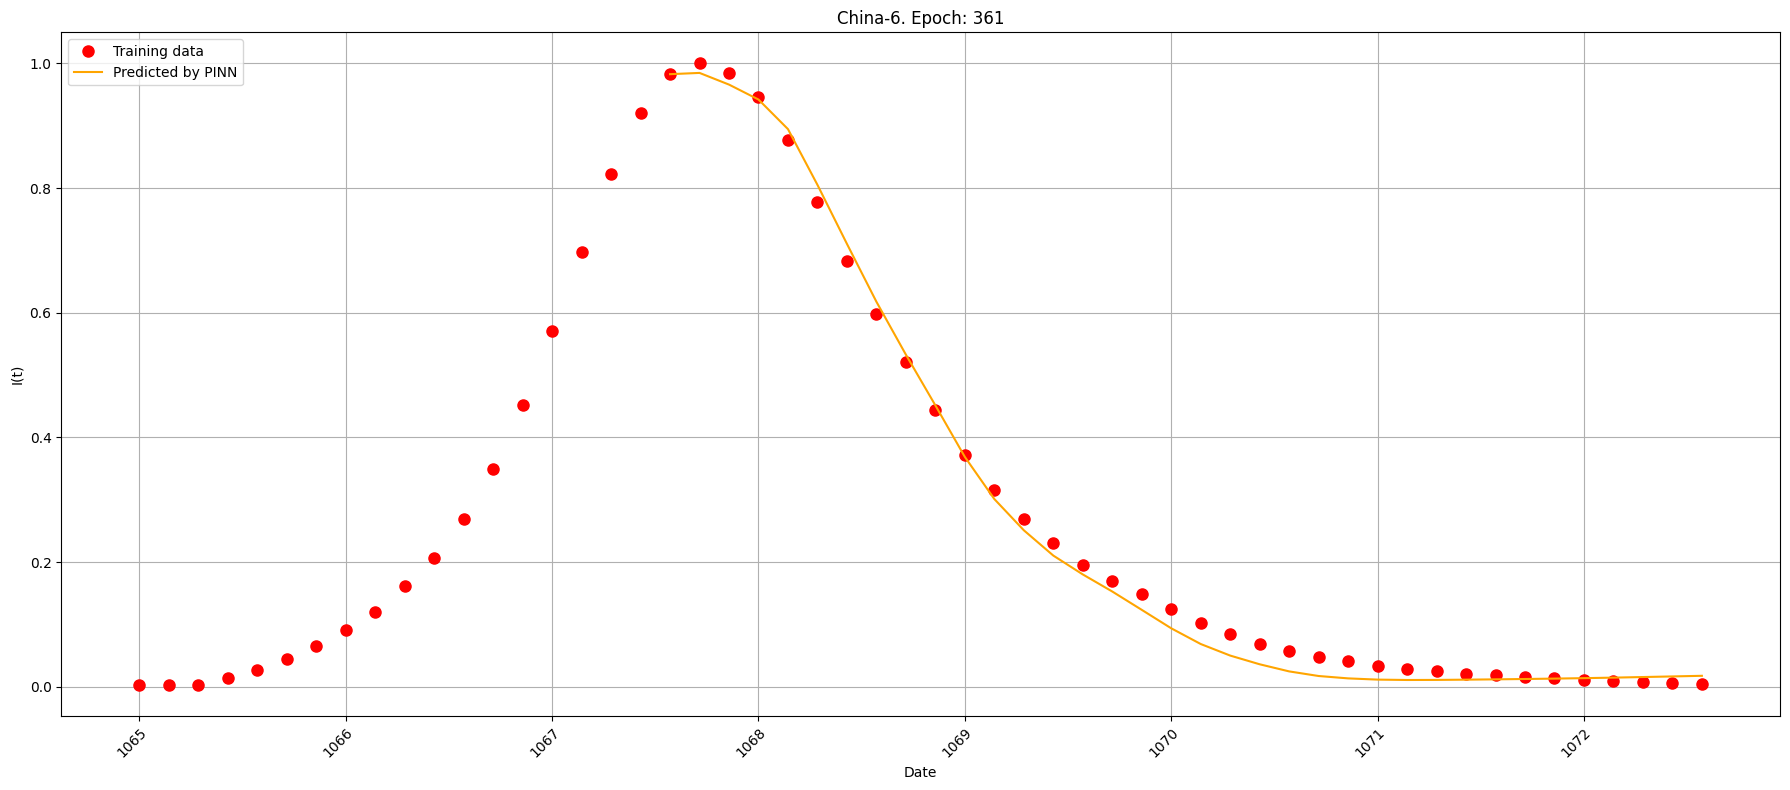 China-6. Epoch: 361
Training data
Predicted by PINN
1.0
0.8
0.6
0.4
0.2
0.0
I(t)
1065
1066
1067
1068
1069
1070
1071
1072
Date